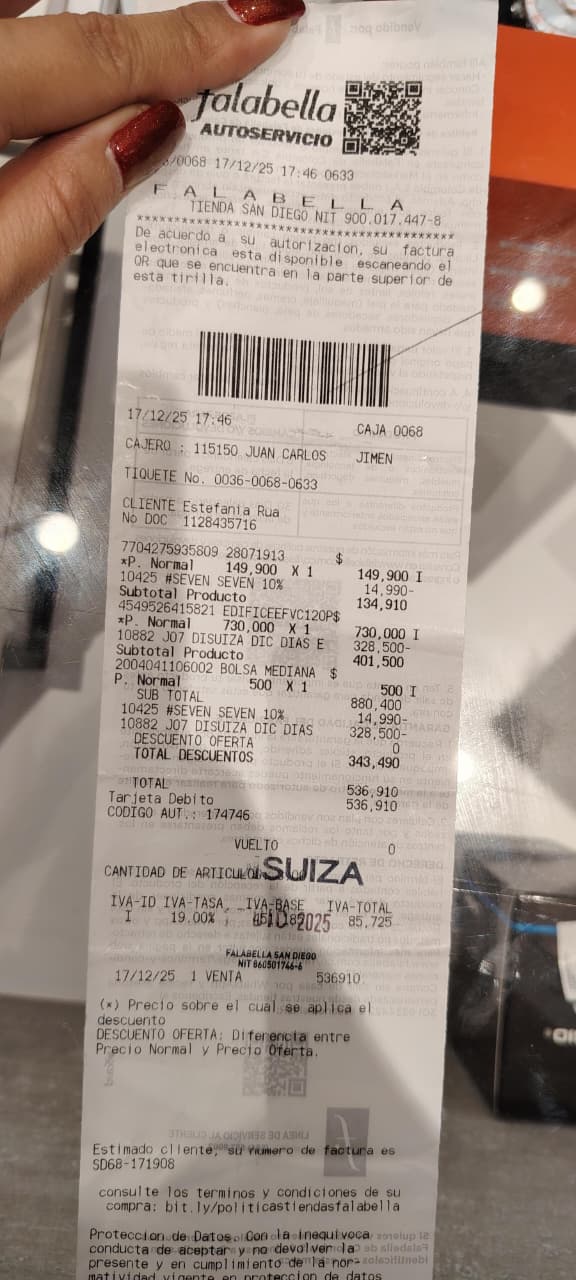 falabella
AUTOSERVICIO
/0068 17/12/25 17:46 0633
F A L A B E L L A
TIENDA SAN DIEGO NIT 900.017.447-8
De acuerdo a su autorizacion, su factura
electronica esta disponible escaneando el
QR que se encuentra en la parte superior de
esta tirilla.
17/12/25 17:46 CAJA 0068
CAJERO : 115150 JUAN CARLOS JIMEN
TIQUETE No. 0036-0068-0633
CLIENTE Estefania Rua
No DOC 1128435716
7704275935809 28071913 $
*P. Normal 149,900 X 1 149,900 I
10425 #SEVEN SEVEN 10% 14,990-
Subtotal Producto 134,910
4549526415821 EDIFICEEFVC120P$
*P. Normal 730,000 X 1 730,000 I
10882 J07 DISUIZA DIC DIAS E 328,500-
Subtotal Producto 401,500
2004041106002 BOLSA MEDIANA $
P. Normal 500 X 1 500 I
SUB TOTAL 880,400
10425 #SEVEN SEVEN 10% 14,990-
10882 J07 DISUIZA DIC DIAS 328,500-
DESCUENTO OFERTA 0
TOTAL DESCUENTOS 343,490
TOTAL 536,910
Tarjeta Debito 536,910
CODIGO AUT.: 174746
VUELTO 0
CANTIDAD DE ARTICULO
SUIZA
IVA-ID IVA-TASA IVA-BASE IVA-TOTAL
I 19.00% 85,725
2025
FALABELLA SAN DIEGO
NIT 860501746-6
17/12/25 1 VENTA 536910
(*) Precio sobre el cual se aplica el
descuento
DESCUENTO OFERTA: Diferencia entre
Precio Normal y Precio Oferta.
Estimado cliente, su numero de factura es
SD68-171908
consulte los terminos y condiciones de su
compra: bit.ly/politicastiendasfalabella
Proteccion de Datos. Con la inequivoca
conducta de aceptar y no devolver la
presente y en cumplimiento de la nor-
matividad vigente en proteccion de datos